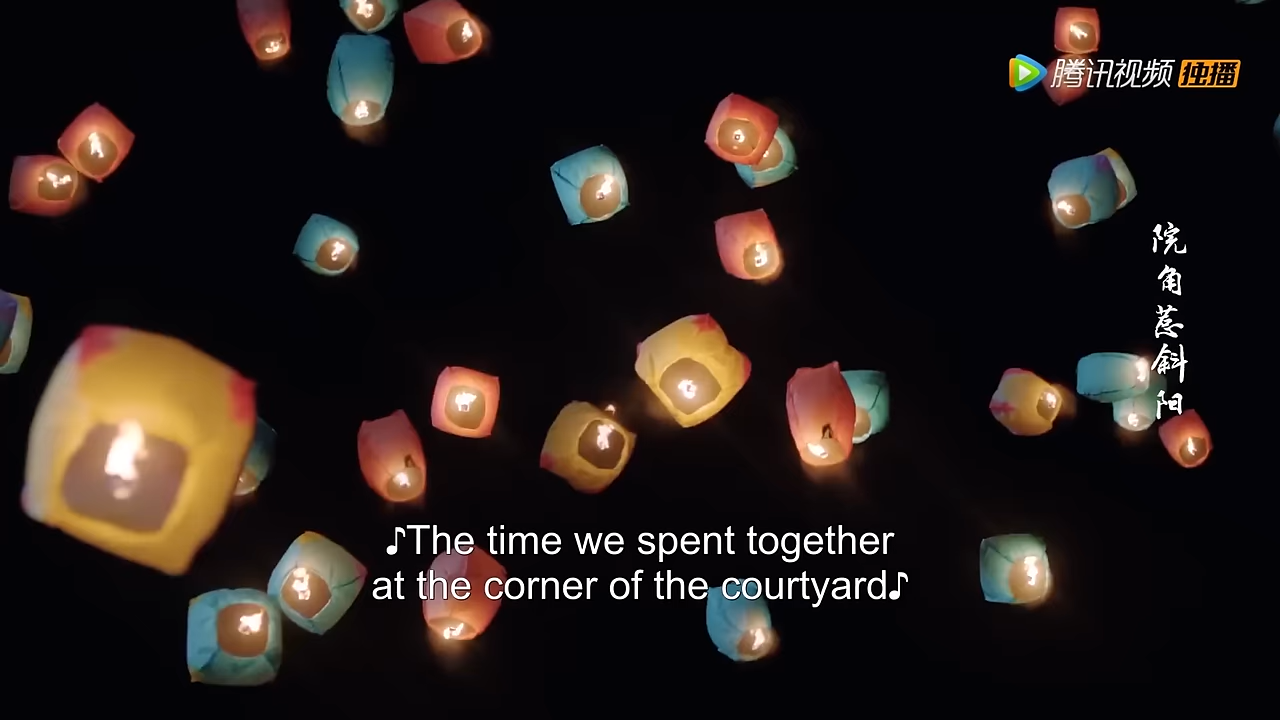 腾讯视频 独播
院角惹斜阳
♪The time we spent together
at the corner of the courtyard♪